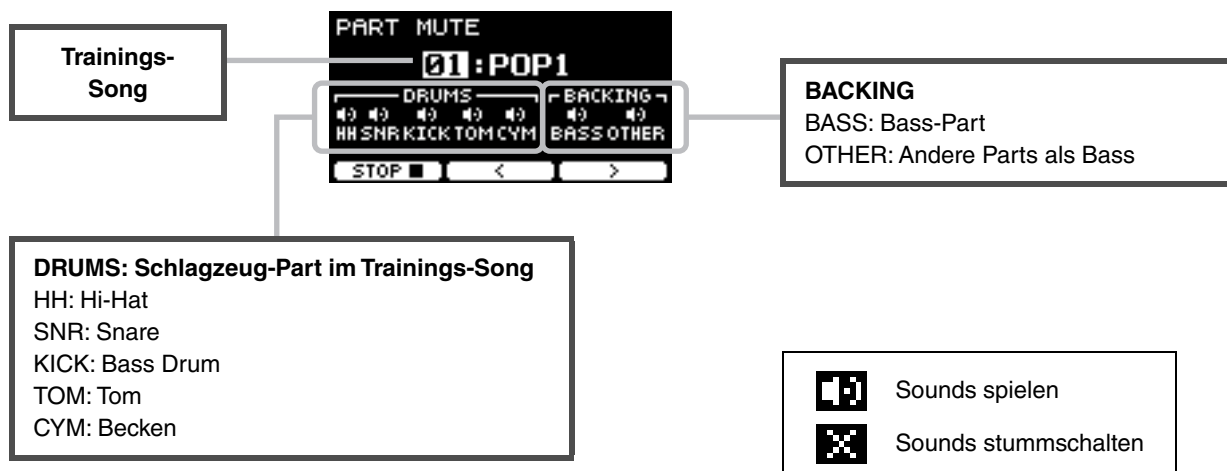 PART MUTE
01:POP1
DRUMS BACKING
HH SNR KICK TOM CYM BASS OTHER
STOP ■ < >
Trainings-
Song
BACKING
BASS: Bass-Part
OTHER: Andere Parts als Bass
DRUMS: Schlagzeug-Part im Trainings-Song
HH: Hi-Hat
SNR: Snare
KICK: Bass Drum
TOM: Tom
CYM: Becken
Sounds spielen
Sounds stummschalten